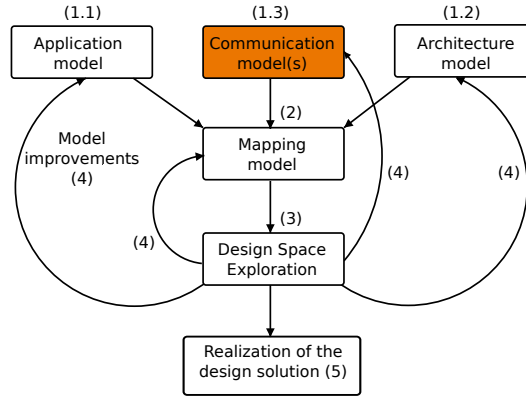 (1.1)
(1.3)
(1.2)
Application
model
Communication
model(s)
Architecture
model
(2)
Model
improvements
(4)
Mapping
model
(4)
(4)
(3)
(4)
Design Space
Exploration
Realization of the
design solution (5)